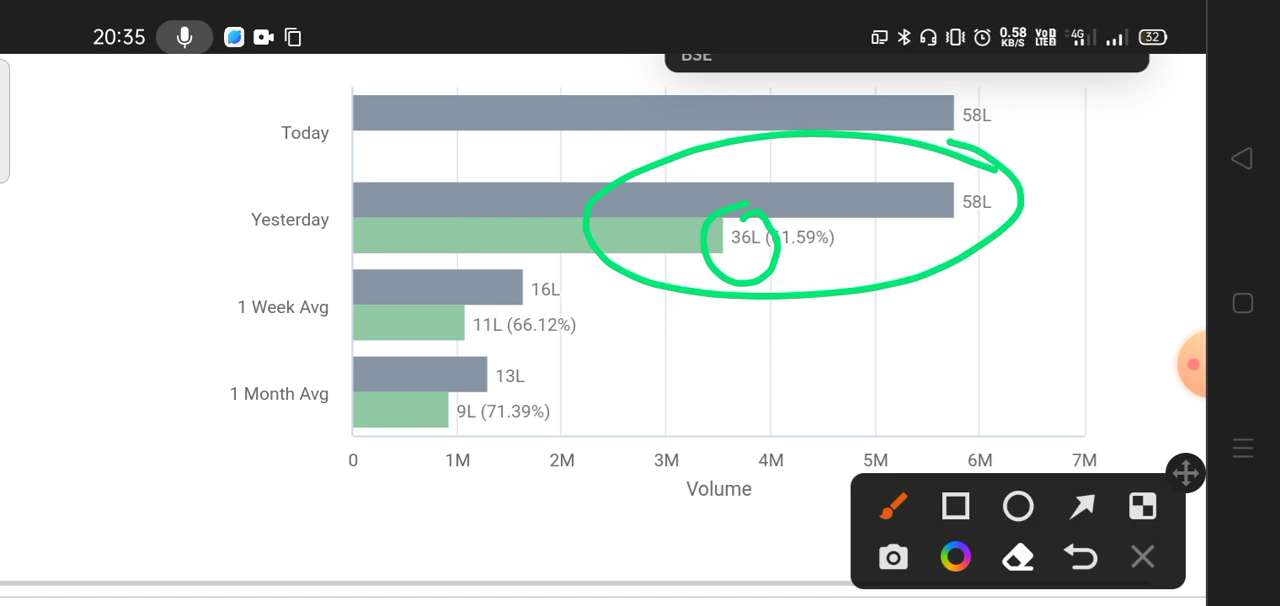 20:35 0.58 KB/S VoD LTE2 4G 32
BSE
58L
Today
58L
Yesterday
36L (61.59%)
16L
1 Week Avg
11L (66.12%)
13L
1 Month Avg
9L (71.39%)
0 1M 2M 3M 4M 5M 6M 7M
Volume